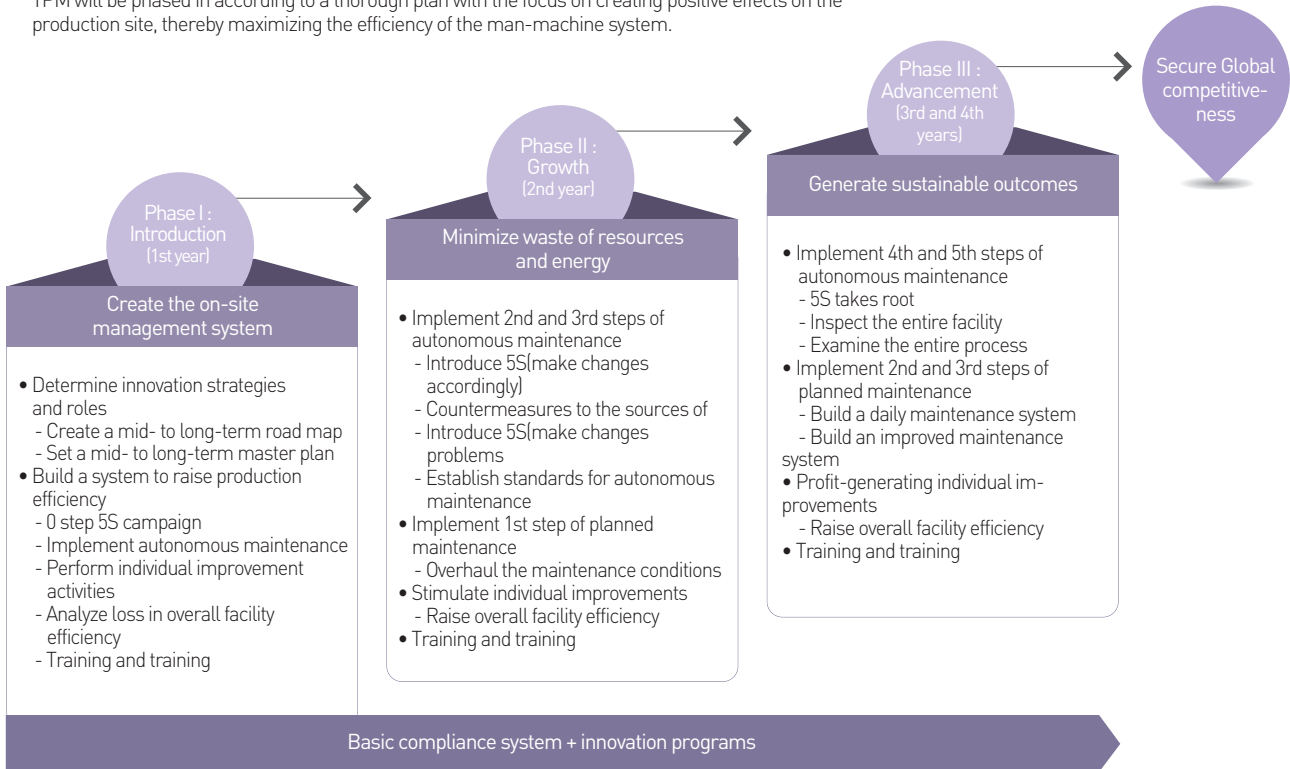 TPM will be phased in according to a thorough plan with the focus on creating positive effects on the
production site, thereby maximizing the efficiency of the man-machine system.
Phase I :
Introduction
(1st year)
Create the on-site
management system
• Determine innovation strategies
and roles
- Create a mid- to long-term road map
- Set a mid- to long-term master plan
• Build a system to raise production
efficiency
- 0 step 5S campaign
- Implement autonomous maintenance
- Perform individual improvement
activities
- Analyze loss in overall facility
efficiency
- Training and training
Phase II :
Growth
(2nd year)
Minimize waste of resources
and energy
• Implement 2nd and 3rd steps of
autonomous maintenance
- Introduce 5S(make changes
accordingly)
- Countermeasures to the sources of
- Introduce 5S(make changes
problems
- Establish standards for autonomous
maintenance
• Implement 1st step of planned
maintenance
- Overhaul the maintenance conditions
• Stimulate individual improvements
- Raise overall facility efficiency
• Training and training
Phase III :
Advancement
(3rd and 4th
years)
Generate sustainable outcomes
• Implement 4th and 5th steps of
autonomous maintenance
- 5S takes root
- Inspect the entire facility
- Examine the entire process
• Implement 2nd and 3rd steps of
planned maintenance
- Build a daily maintenance system
- Build an improved maintenance
system
• Profit-generating individual im-
provements
- Raise overall facility efficiency
• Training and training
Secure Global
competitive-
ness
Basic compliance system + innovation programs